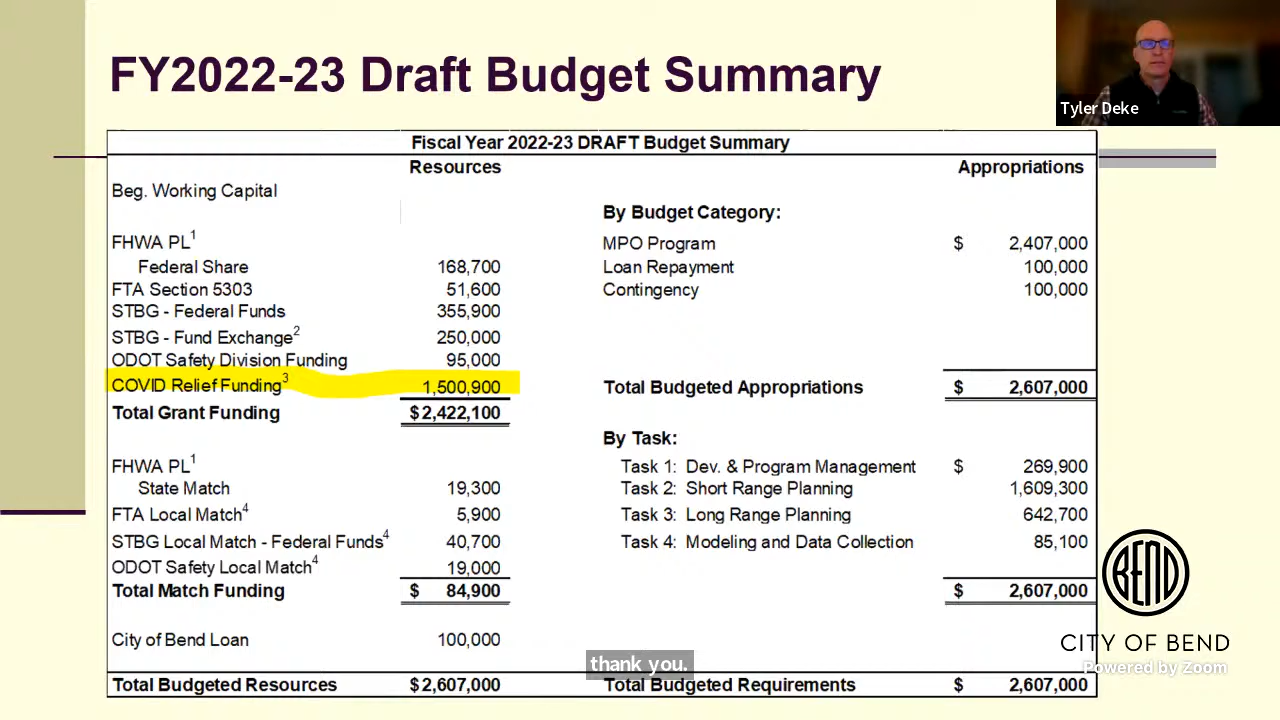 FY2022-23 Draft Budget Summary
Tyler Deke
Fiscal Year 2022-23 DRAFT Budget Summary
Resources
Appropriations
Beg. Working Capital
By Budget Category:
FHWA PL1
MPO Program $ 2,407,000
Federal Share 168,700
Loan Repayment 100,000
FTA Section 5303 51,600
Contingency 100,000
STBG - Federal Funds 355,900
STBG - Fund Exchange2 250,000
ODOT Safety Division Funding 95,000
COVID Relief Funding3 1,500,900
Total Budgeted Appropriations $ 2,607,000
Total Grant Funding $2,422,100
By Task:
FHWA PL1
Task 1: Dev. & Program Management $ 269,900
State Match 19,300
Task 2: Short Range Planning 1,609,300
FTA Local Match4 5,900
Task 3: Long Range Planning 642,700
STBG Local Match - Federal Funds4 40,700
Task 4: Modeling and Data Collection 85,100
ODOT Safety Local Match4 19,000
Total Match Funding $ 84,900
$ 2,607,000
City of Bend Loan 100,000
Total Budgeted Resources $2,607,000
Total Budgeted Requirements $ 2,607,000
thank you.
BEND
CITY OF BEND
Powered by Zoom